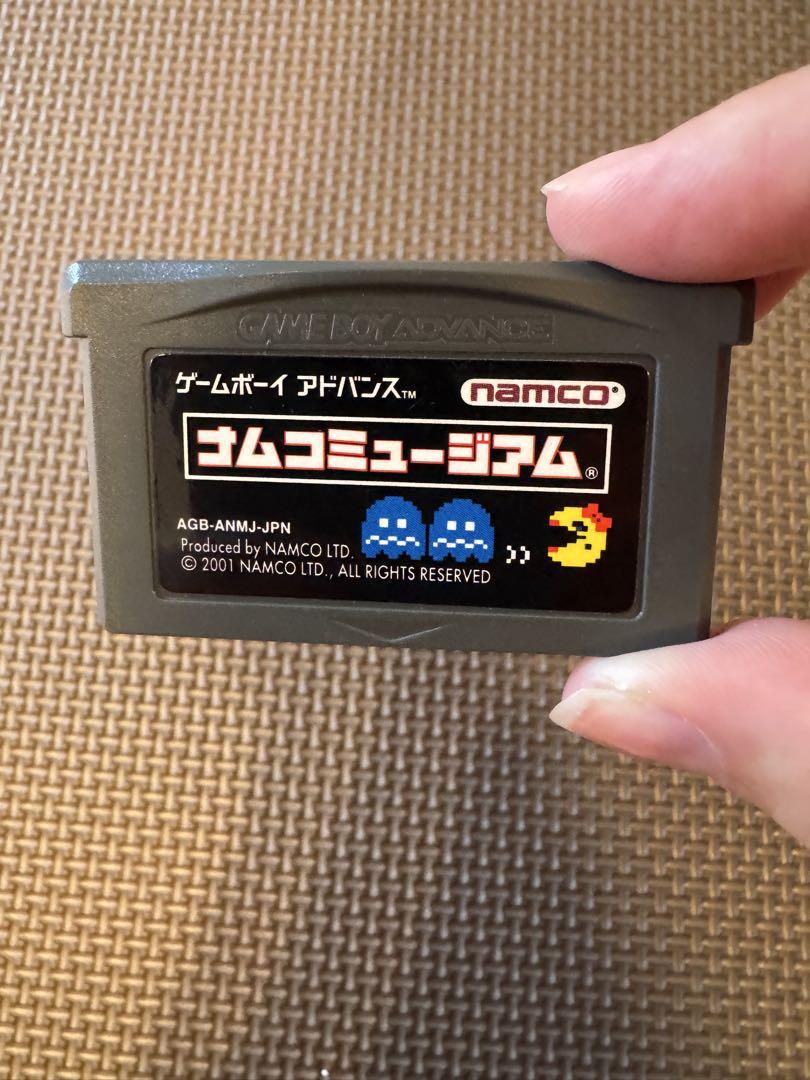 GAME BOY ADVANCE
ゲームボーイ アドバンス™
namco®
ナムコミュージアム®
AGB-ANMJ-JPN
Produced by NAMCO LTD.
© 2001 NAMCO LTD., ALL RIGHTS RESERVED